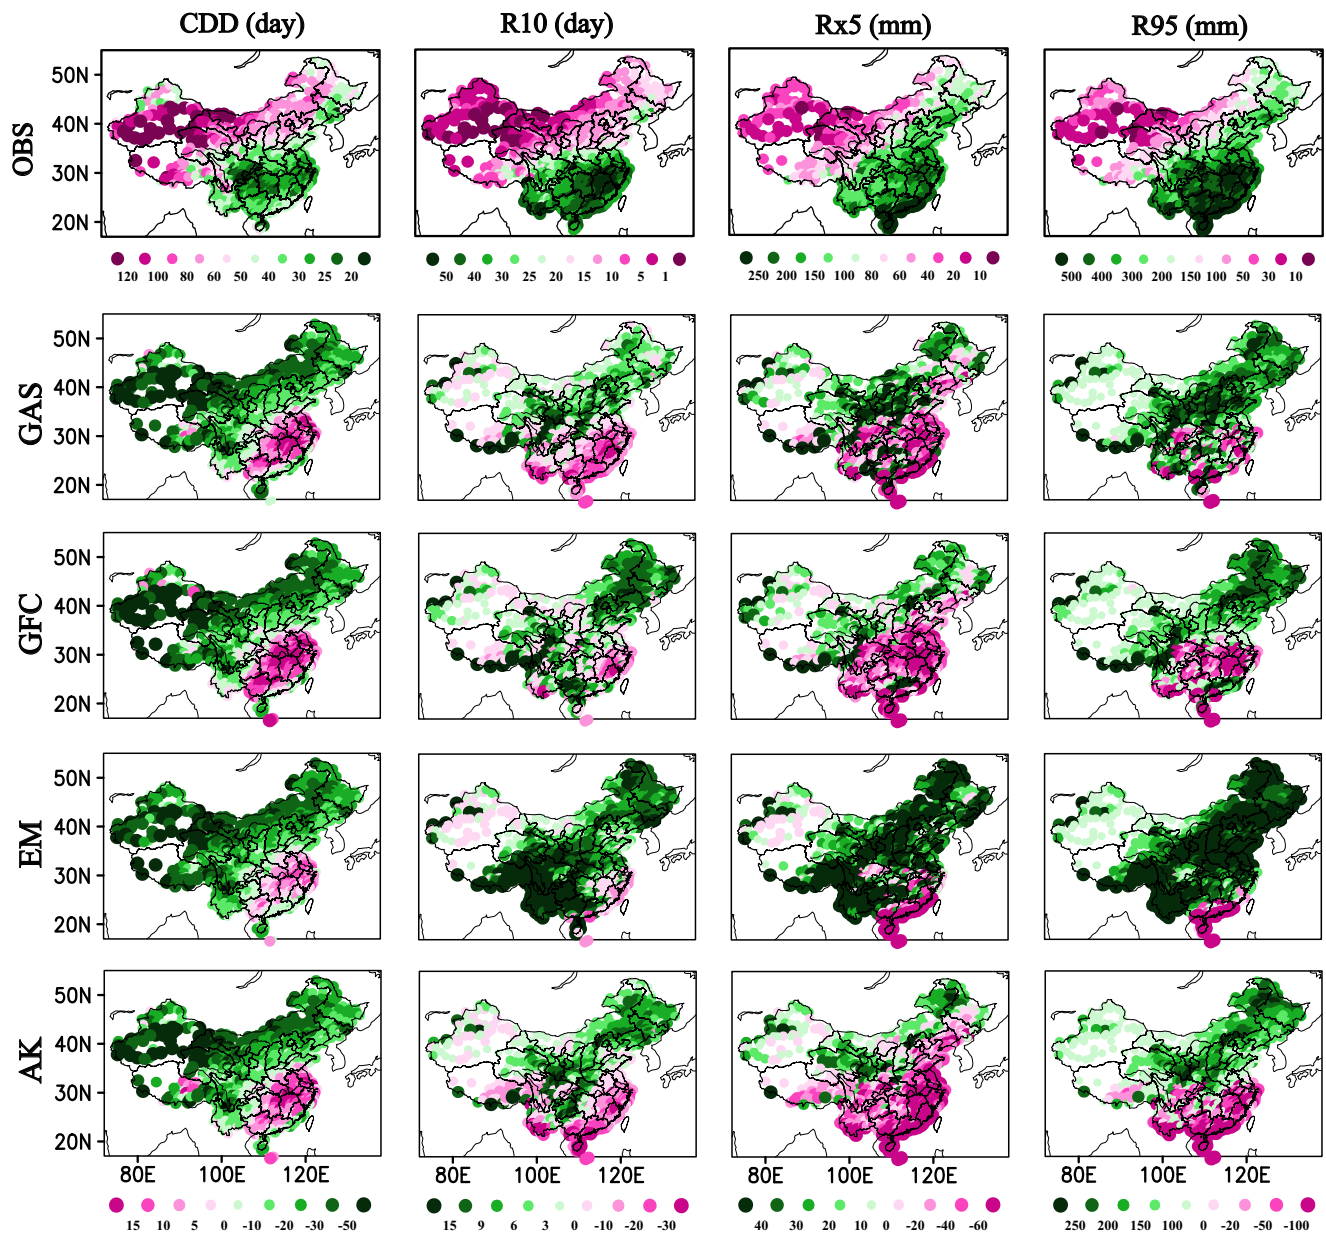 CDD (day) R10 (day) Rx5 (mm) R95 (mm)
OBS
50N
40N
30N
20N
120 100 80 60 50 40 30 25 20
50 40 30 25 20 15 10 5 1
250 200 150 100 80 60 40 30 20 10
500 400 300 200 150 100 50 30 10
GAS
50N
40N
30N
20N
GFC
50N
40N
30N
20N
EM
50N
40N
30N
20N
AK
50N
40N
30N
20N
80E 100E 120E 80E 100E 120E 80E 100E 120E 80E 100E 120E
15 10 5 0 -10 -20 -30 -50
15 9 6 3 0 -10 -20 -30
40 30 20 10 0 -20 -40 -60
250 200 150 100 0 -20 -50 -100